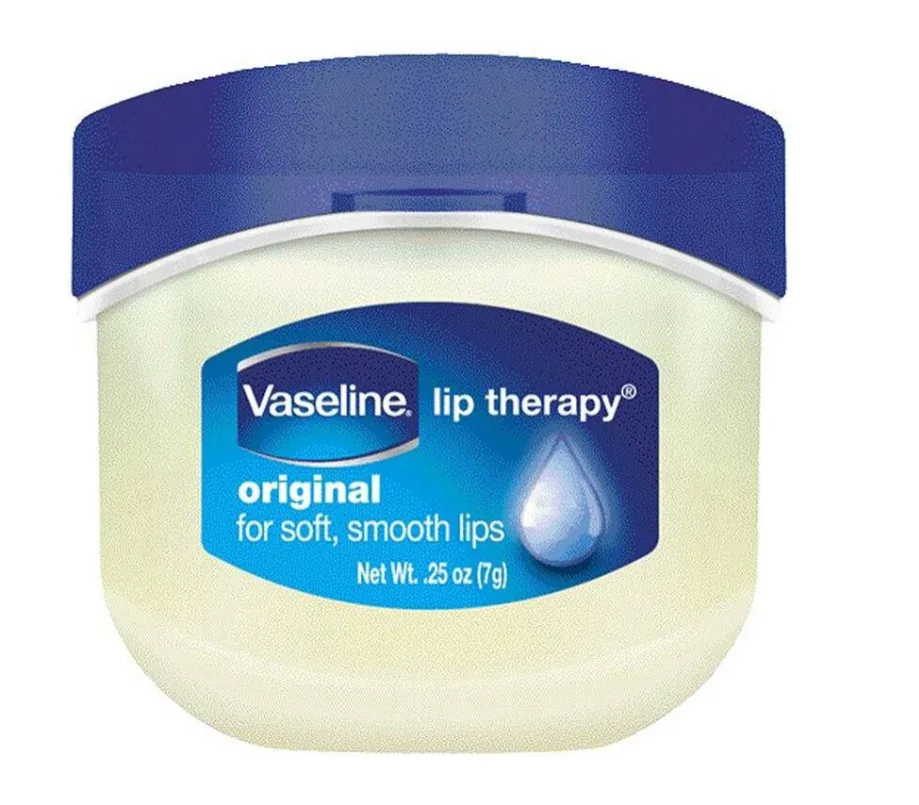 Vaseline. lip therapy®
original
for soft, smooth lips
Net Wt. .25 oz (7g)